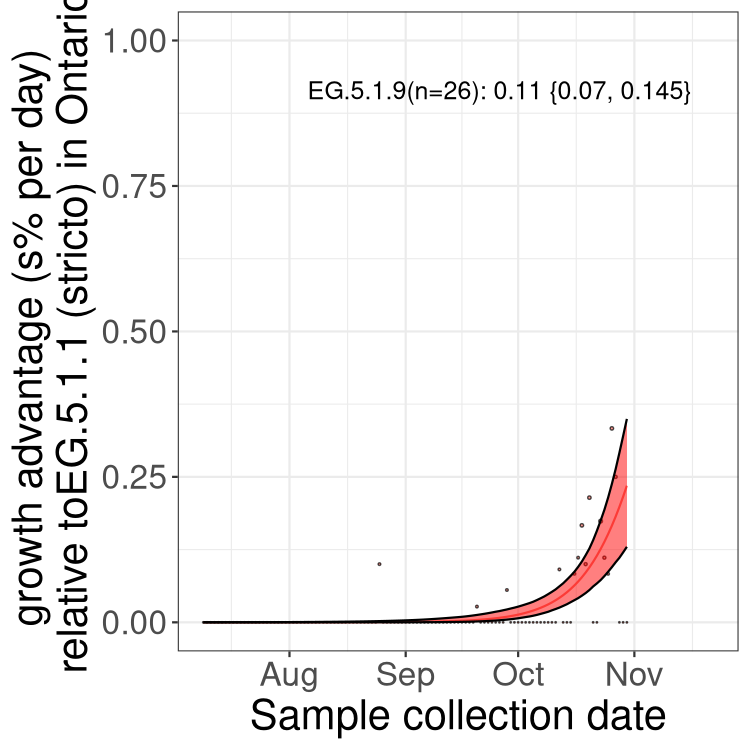 growth advantage (s% per day)
relative toEG.5.1.1 (stricto) in Ontario
1.00
0.75
0.50
0.25
0.00
EG.5.1.9(n=26): 0.11 {0.07, 0.145}
Aug Sep Oct Nov
Sample collection date